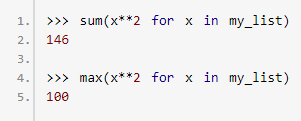 1. >>> sum(x**2 for x in my_list)
2. 146
3.
4. >>> max(x**2 for x in my_list)
5. 100